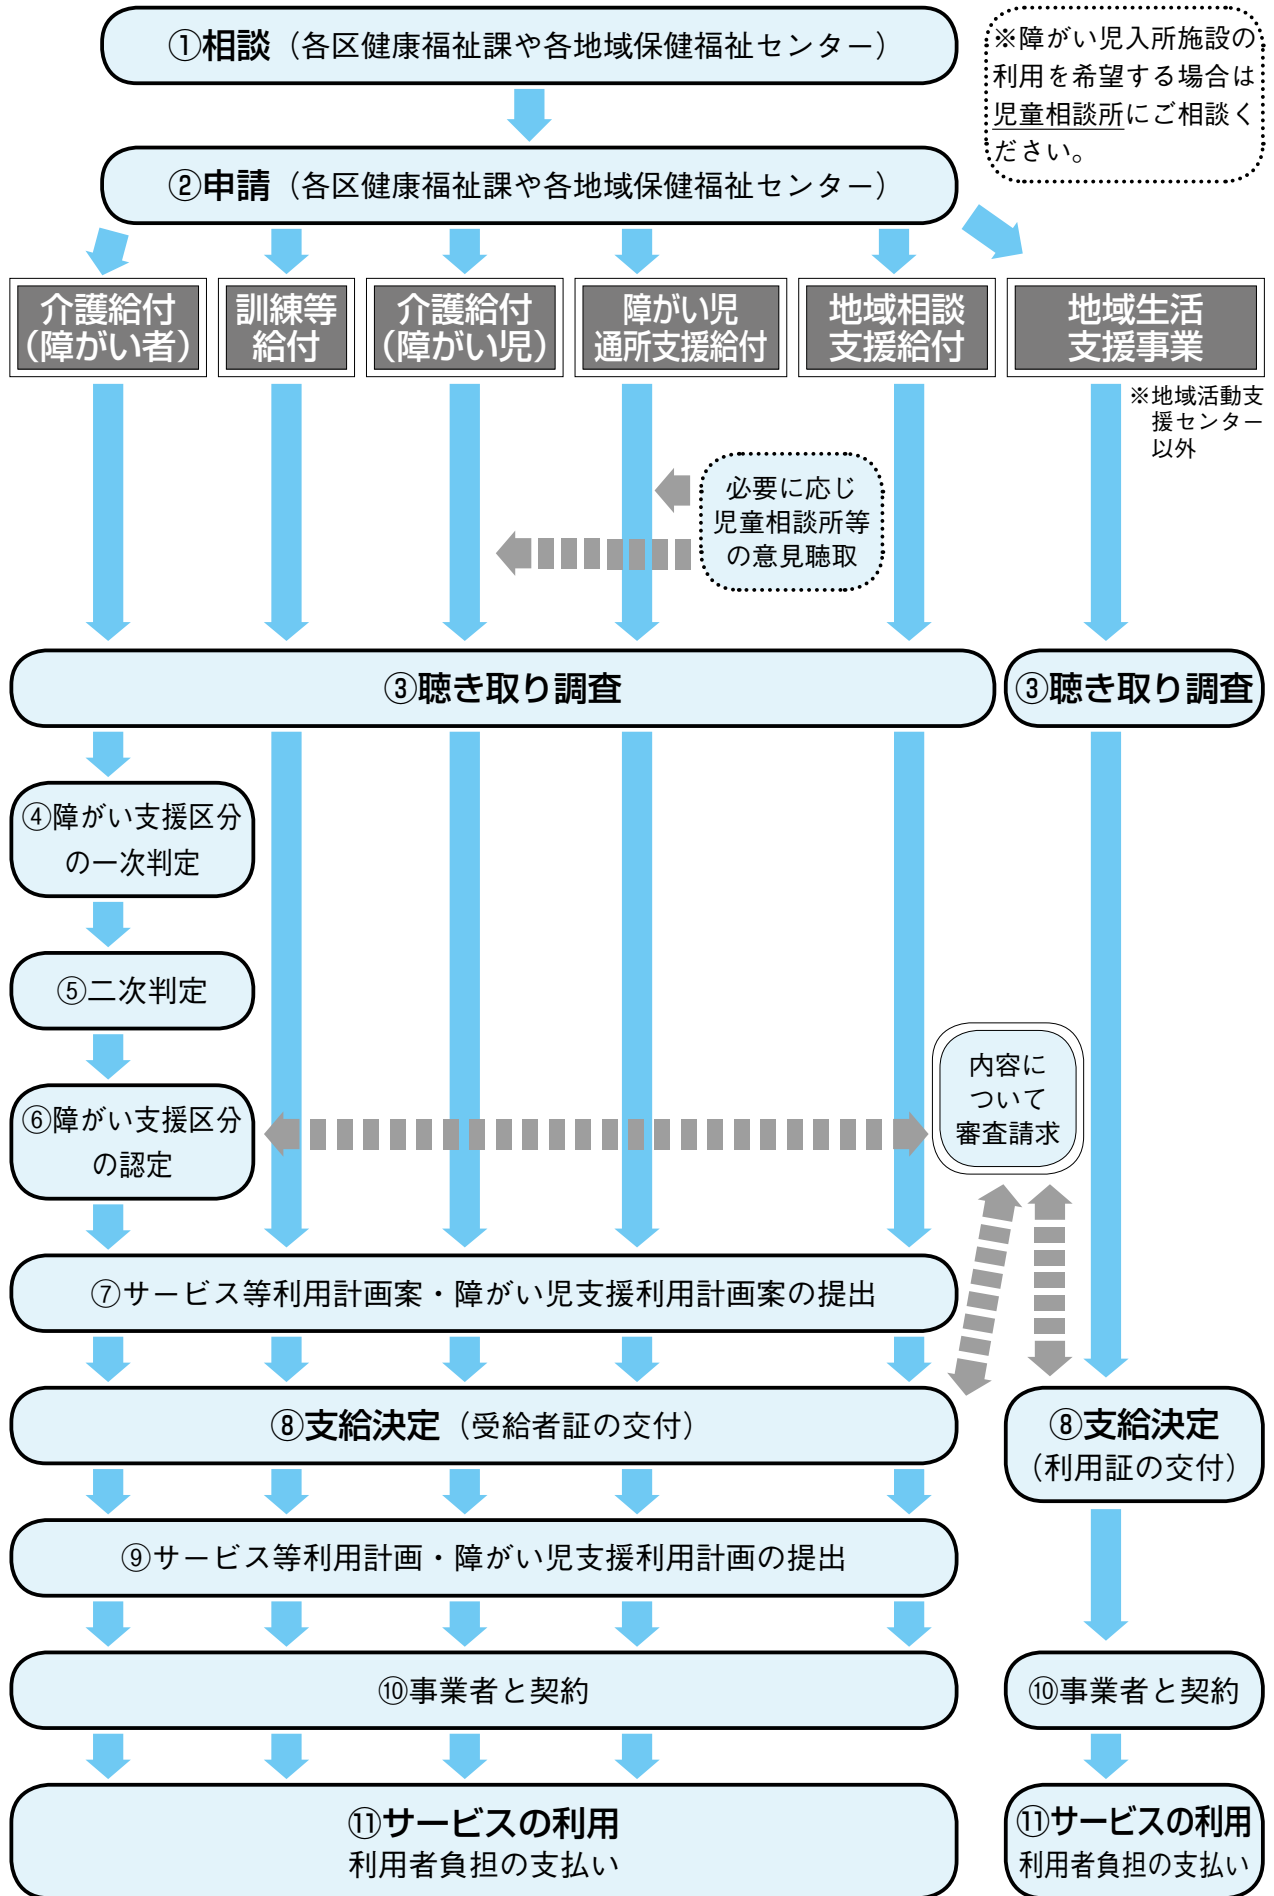 ①相談（各区健康福祉課や各地域保健福祉センター）
※障がい児入所施設の
利用を希望する場合は
児童相談所にご相談く
ださい。
②申請（各区健康福祉課や各地域保健福祉センター）
介護給付
（障がい者）
訓練等
給付
介護給付
（障がい児）
障がい児
通所支援給付
地域相談
支援給付
地域生活
支援事業
※地域活動支
援センター
以外
必要に応じ
児童相談所等
の意見聴取
③聴き取り調査
③聴き取り調査
④障がい支援区分
の一次判定
⑤二次判定
⑥障がい支援区分
の認定
内容に
ついて
審査請求
⑦サービス等利用計画案・障がい児支援利用計画案の提出
⑧支給決定（受給者証の交付）
⑧支給決定
（利用証の交付）
⑨サービス等利用計画・障がい児支援利用計画の提出
⑩事業者と契約
⑩事業者と契約
⑪サービスの利用
利用者負担の支払い
⑪サービスの利用
利用者負担の支払い